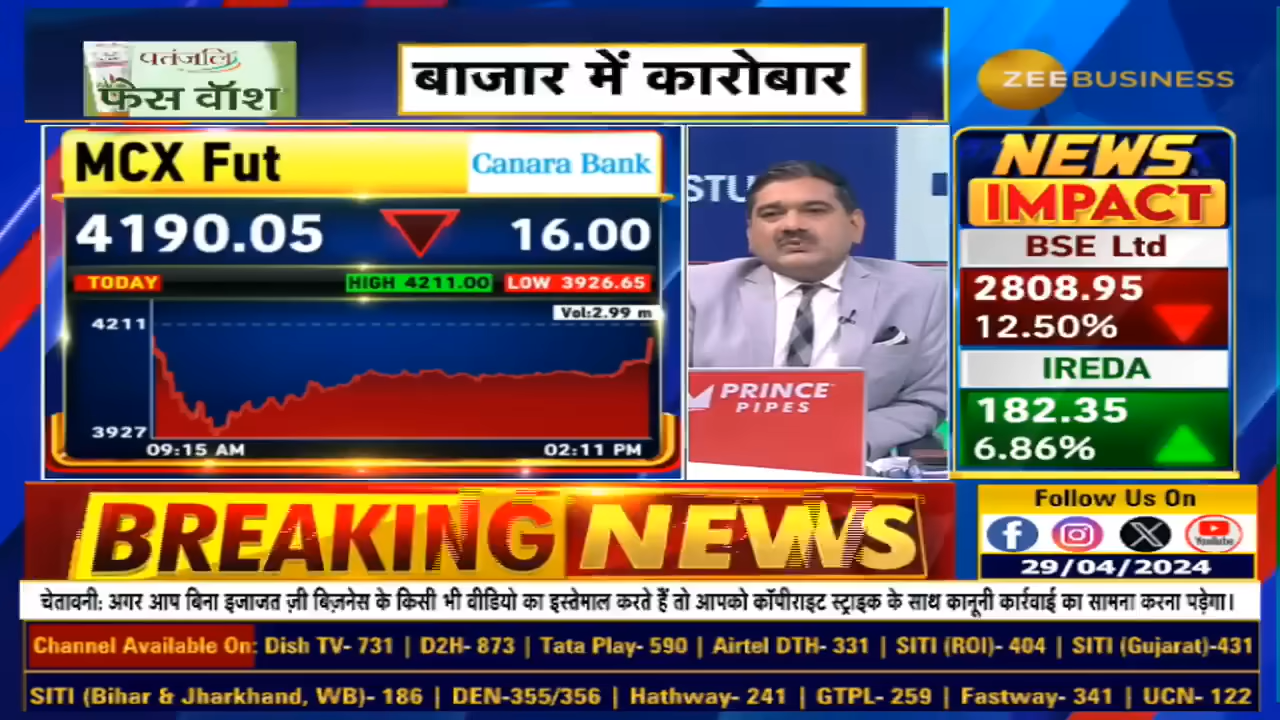 पतंजलि
फेस वॉश
बाजार में कारोबार
ZEEBUSINESS
MCX Fut
Canara Bank
4190.05
16.00
TODAY
HIGH 4211.00
LOW 3926.65
Vol:2.99 m
4211
3927
09:15 AM
02:11 PM
STU
PRINCE
PIPES
NEWS
IMPACT
BSE Ltd
2808.95
12.50%
IREDA
182.35
6.86%
BREAKING NEWS
Follow Us On
YouTube
29/04/2024
चेतावनी: अगर आप बिना इजाजत ज़ी बिज़नेस के किसी भी वीडियो का इस्तेमाल करते हैं तो आपको कॉपीराइट स्ट्राइक के साथ कानूनी कार्रवाई का सामना करना पड़ेगा।
Channel Available On: Dish TV- 731 | D2H- 873 | Tata Play- 590 | Airtel DTH- 331 | SITI (ROI)- 404 | SITI (Gujarat)-431
SITI (Bihar & Jharkhand, WB)- 186 | DEN-355/356 | Hathway- 241 | GTPL- 259 | Fastway- 341 | UCN- 122